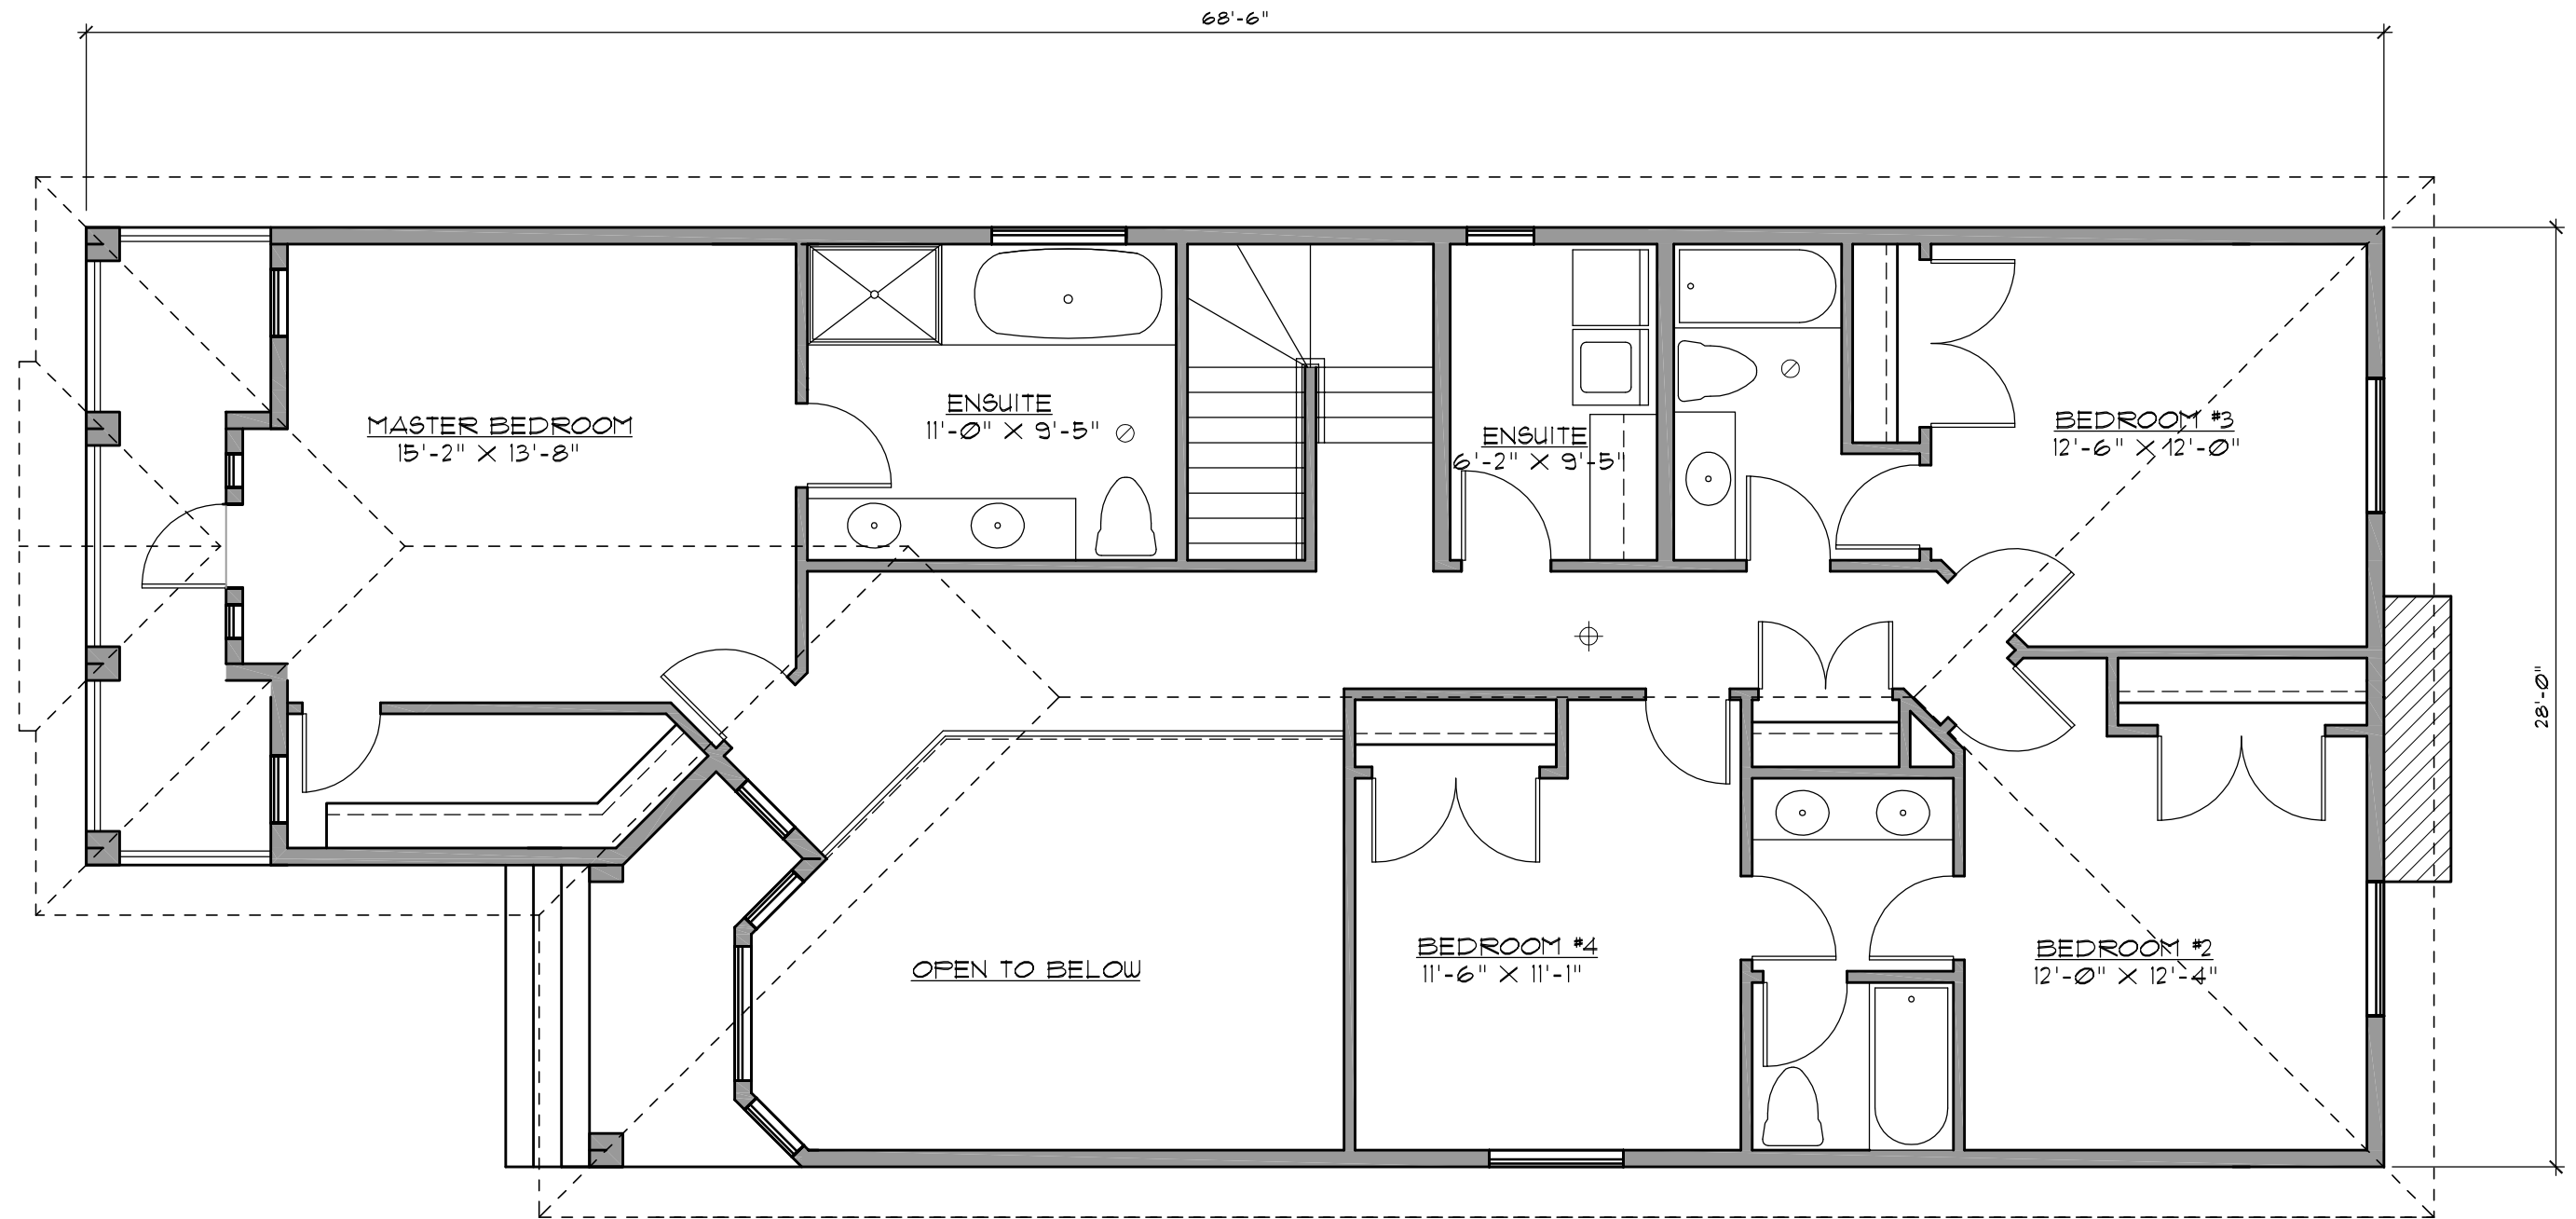 68'-6"
MASTER BEDROOM
15'-2" X 13'-8"
ENSUITE
11'-0" X 9'-5"
ENSUITE
6'-2" X 9'-5"
BEDROOM #3
12'-6" X 12'-0"
28'-0"
OPEN TO BELOW
BEDROOM #4
11'-6" X 11'-1"
BEDROOM #2
12'-0" X 12'-4"